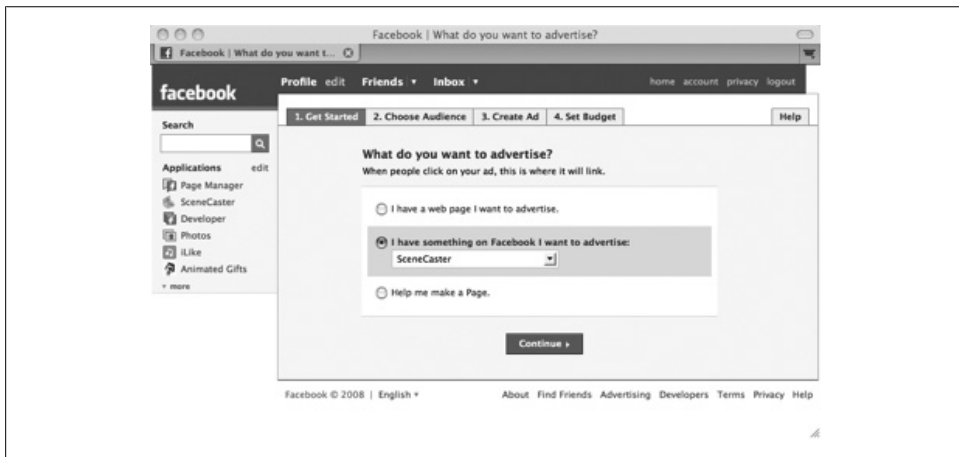 Facebook | What do you want to advertise?
Facebook | What do you want t...
facebook
Profile edit Friends Inbox home account privacy logout
Search
Applications edit
Page Manager
SceneCaster
Developer
Photos
iLike
Animated Gifts
more
1. Get Started 2. Choose Audience 3. Create Ad 4. Set Budget Help
What do you want to advertise?
When people click on your ad, this is where it will link.
I have a web page I want to advertise.
I have something on Facebook I want to advertise:
SceneCaster
Help me make a Page.
Continue
Facebook © 2008 | English About Find Friends Advertising Developers Terms Privacy Help